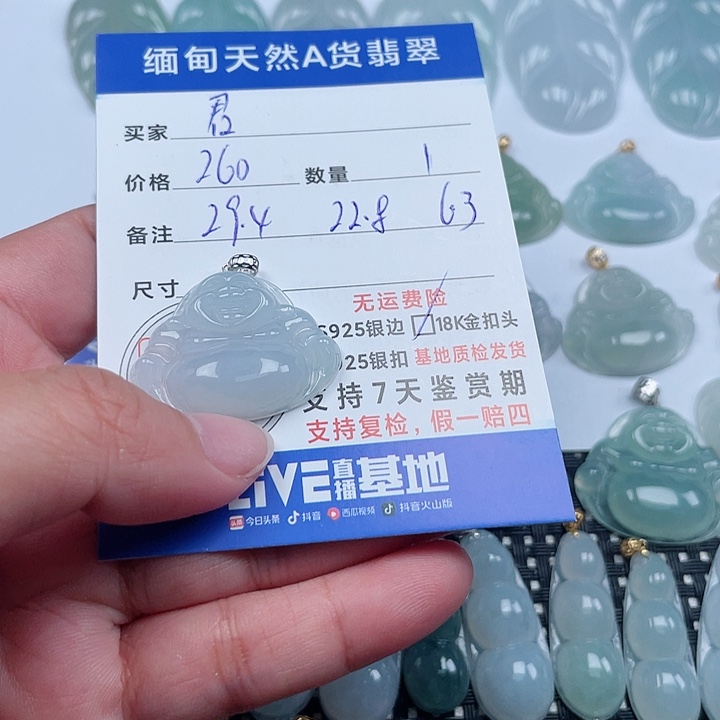 缅甸天然A货翡翠
买家 君
价格 260 数量 1
备注 29.4 22.8 6.3
尺寸
无运费险
S925银边 18K金扣头
925银扣 基地质检发货
支持7天鉴赏期
支持复检，假一赔四
LIVE直播基地
头条 今日头条 抖音 西瓜视频 抖音火山版